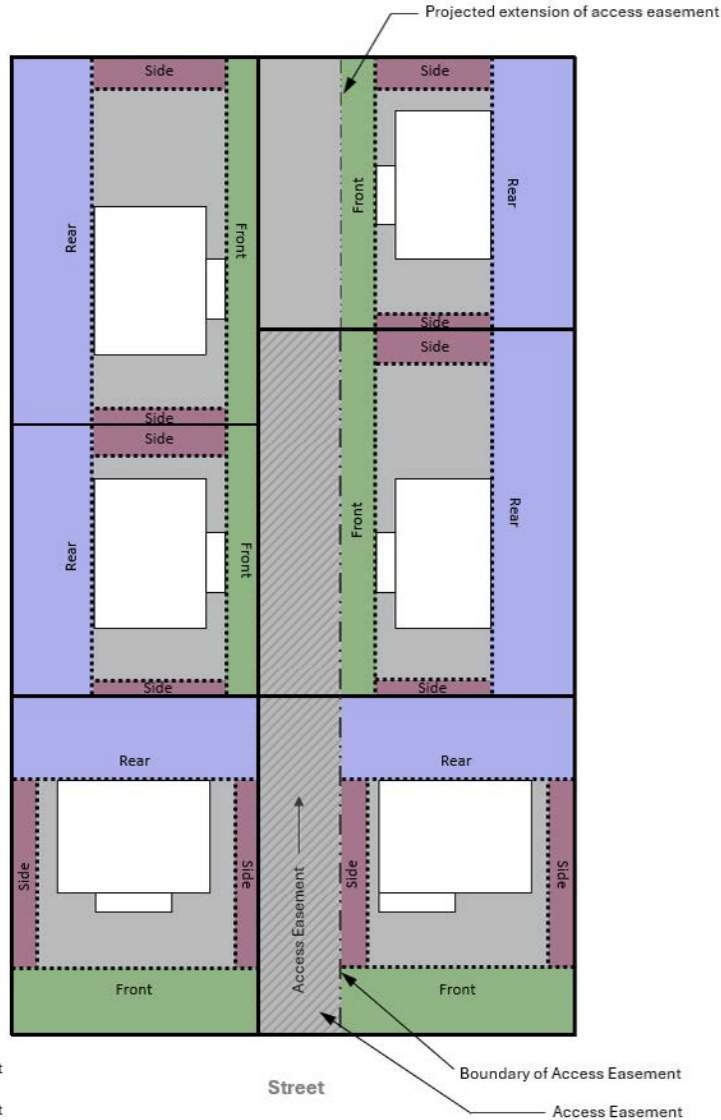 Projected extension of access easement
Side
Side
Rear
Front
Front
Rear
Side
Side
Side
Side
Rear
Front
Front
Rear
Side
Side
Rear
Rear
Side
Side
Access Easement
Side
Side
Front
Front
Boundary of Access Easement
Street
Access Easement